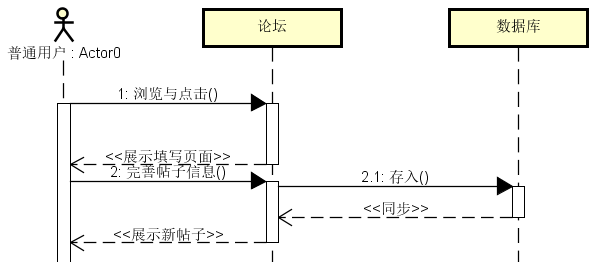 论坛
数据库
普通用户 : Actor0
1: 浏览与点击()
<<展示填写页面>>
2: 完善帖子信息()
2.1: 存入()
<<同步>>
<<展示新帖子>>